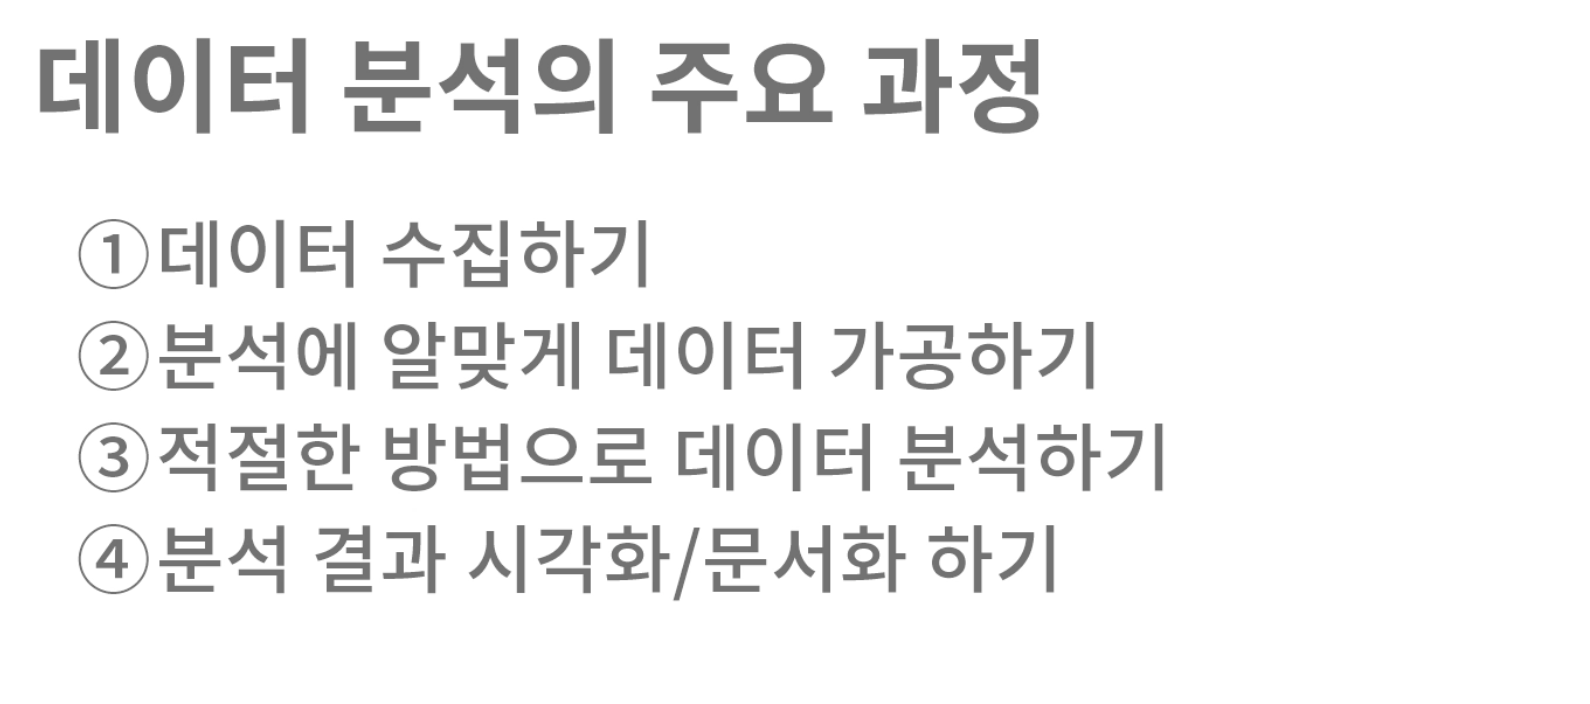 데이터 분석의 주요 과정
①데이터 수집하기
②분석에 알맞게 데이터 가공하기
③적절한 방법으로 데이터 분석하기
④분석 결과 시각화/문서화 하기